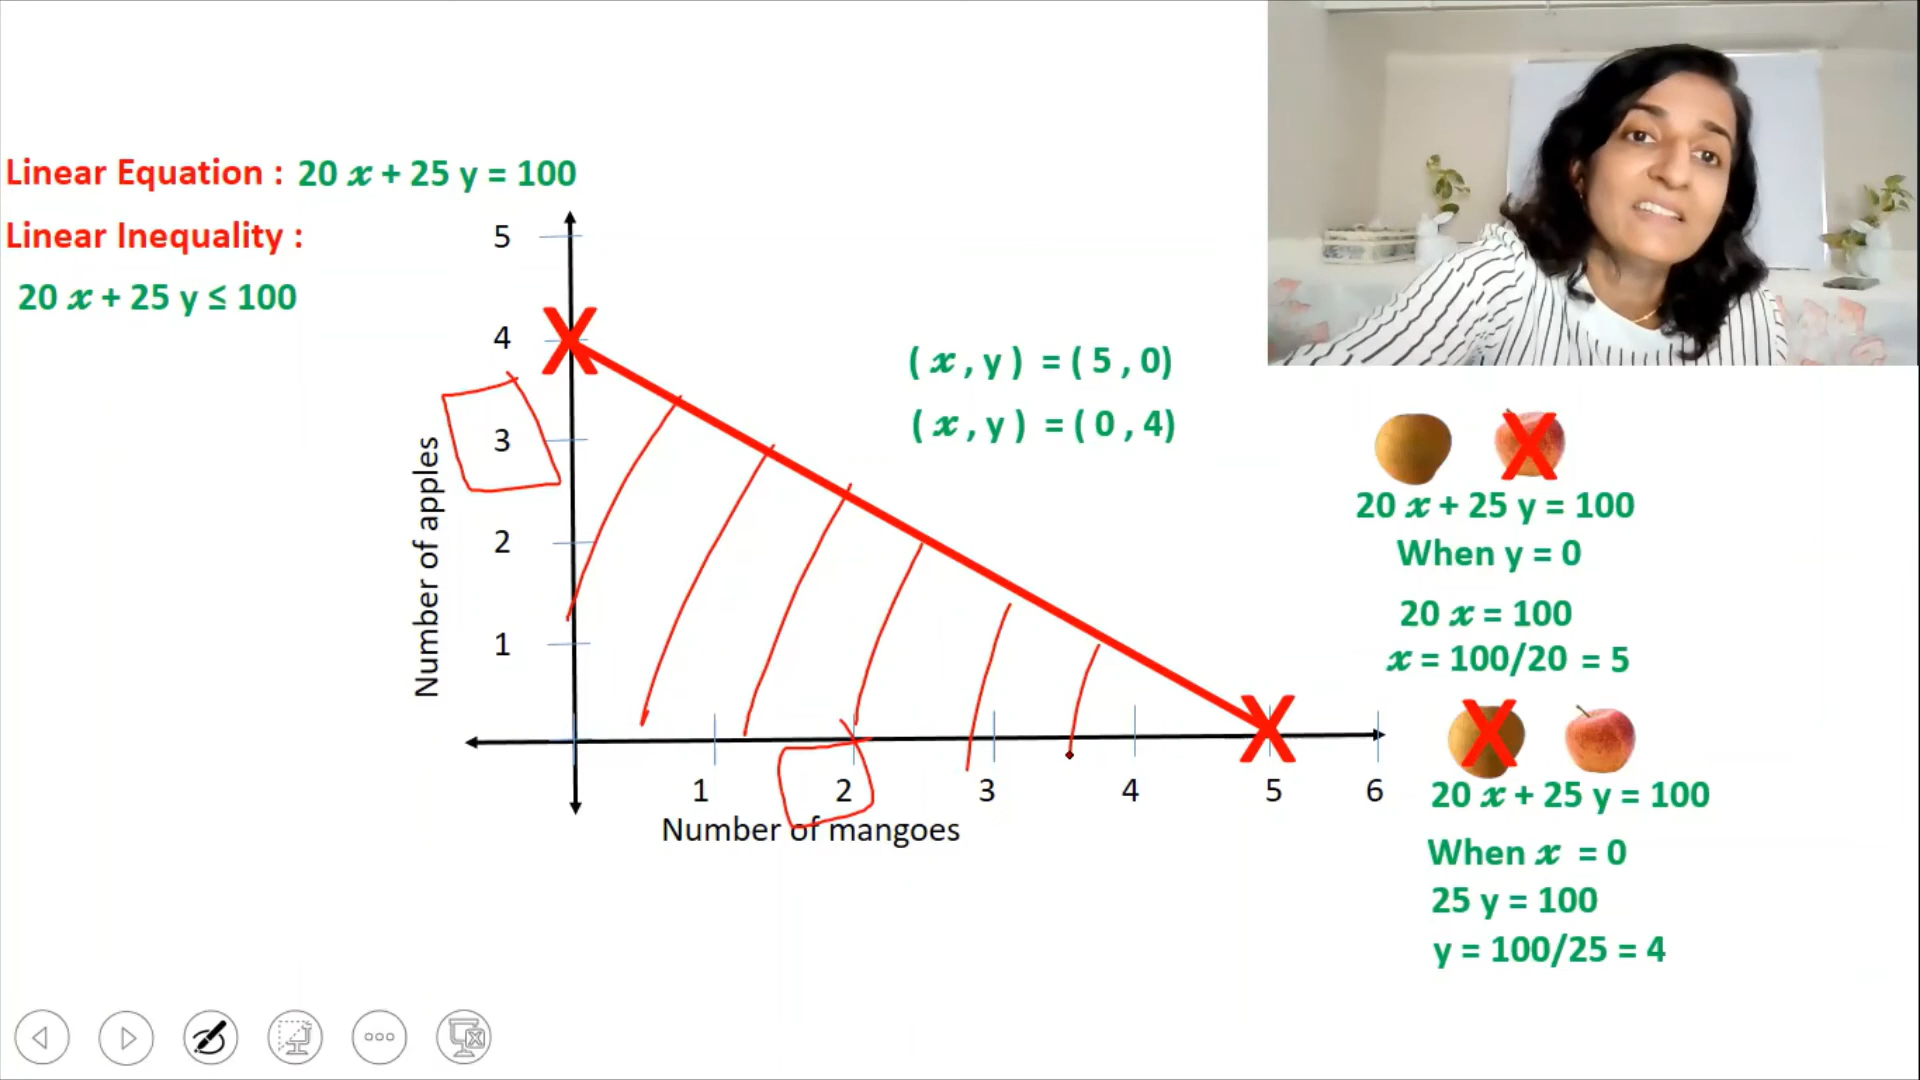 Linear Equation : 20 x + 25 y = 100
Linear Inequality :
20 x + 25 y ≤ 100
5
4
3
2
1
Number of apples
1 2 3 4 5 6
Number of mangoes
X
X
( x , y ) = ( 5 , 0)
( x , y ) = ( 0 , 4)
X
20 x + 25 y = 100
When y = 0
20 x = 100
x = 100/20 = 5
X
20 x + 25 y = 100
When x = 0
25 y = 100
y = 100/25 = 4